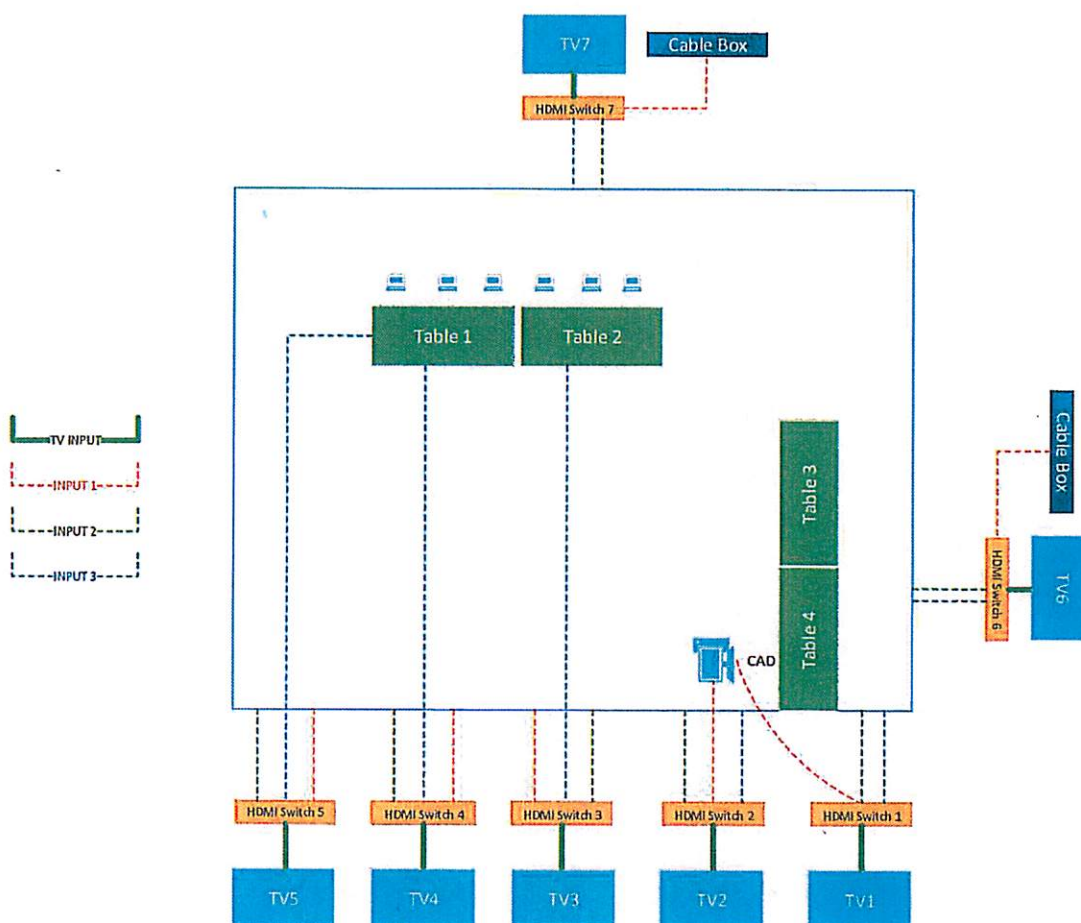 TV7
Cable Box
HDMI Switch 7
Table 1
Table 2
TV INPUT
INPUT 1
INPUT 2
INPUT 3
Cable Box
Table 3
HDMI Switch 6
TV6
Table 4
CAD
HDMI Switch 5
HDMI Switch 4
HDMI Switch 3
HDMI Switch 2
HDMI Switch 1
TV5
TV4
TV3
TV2
TV1